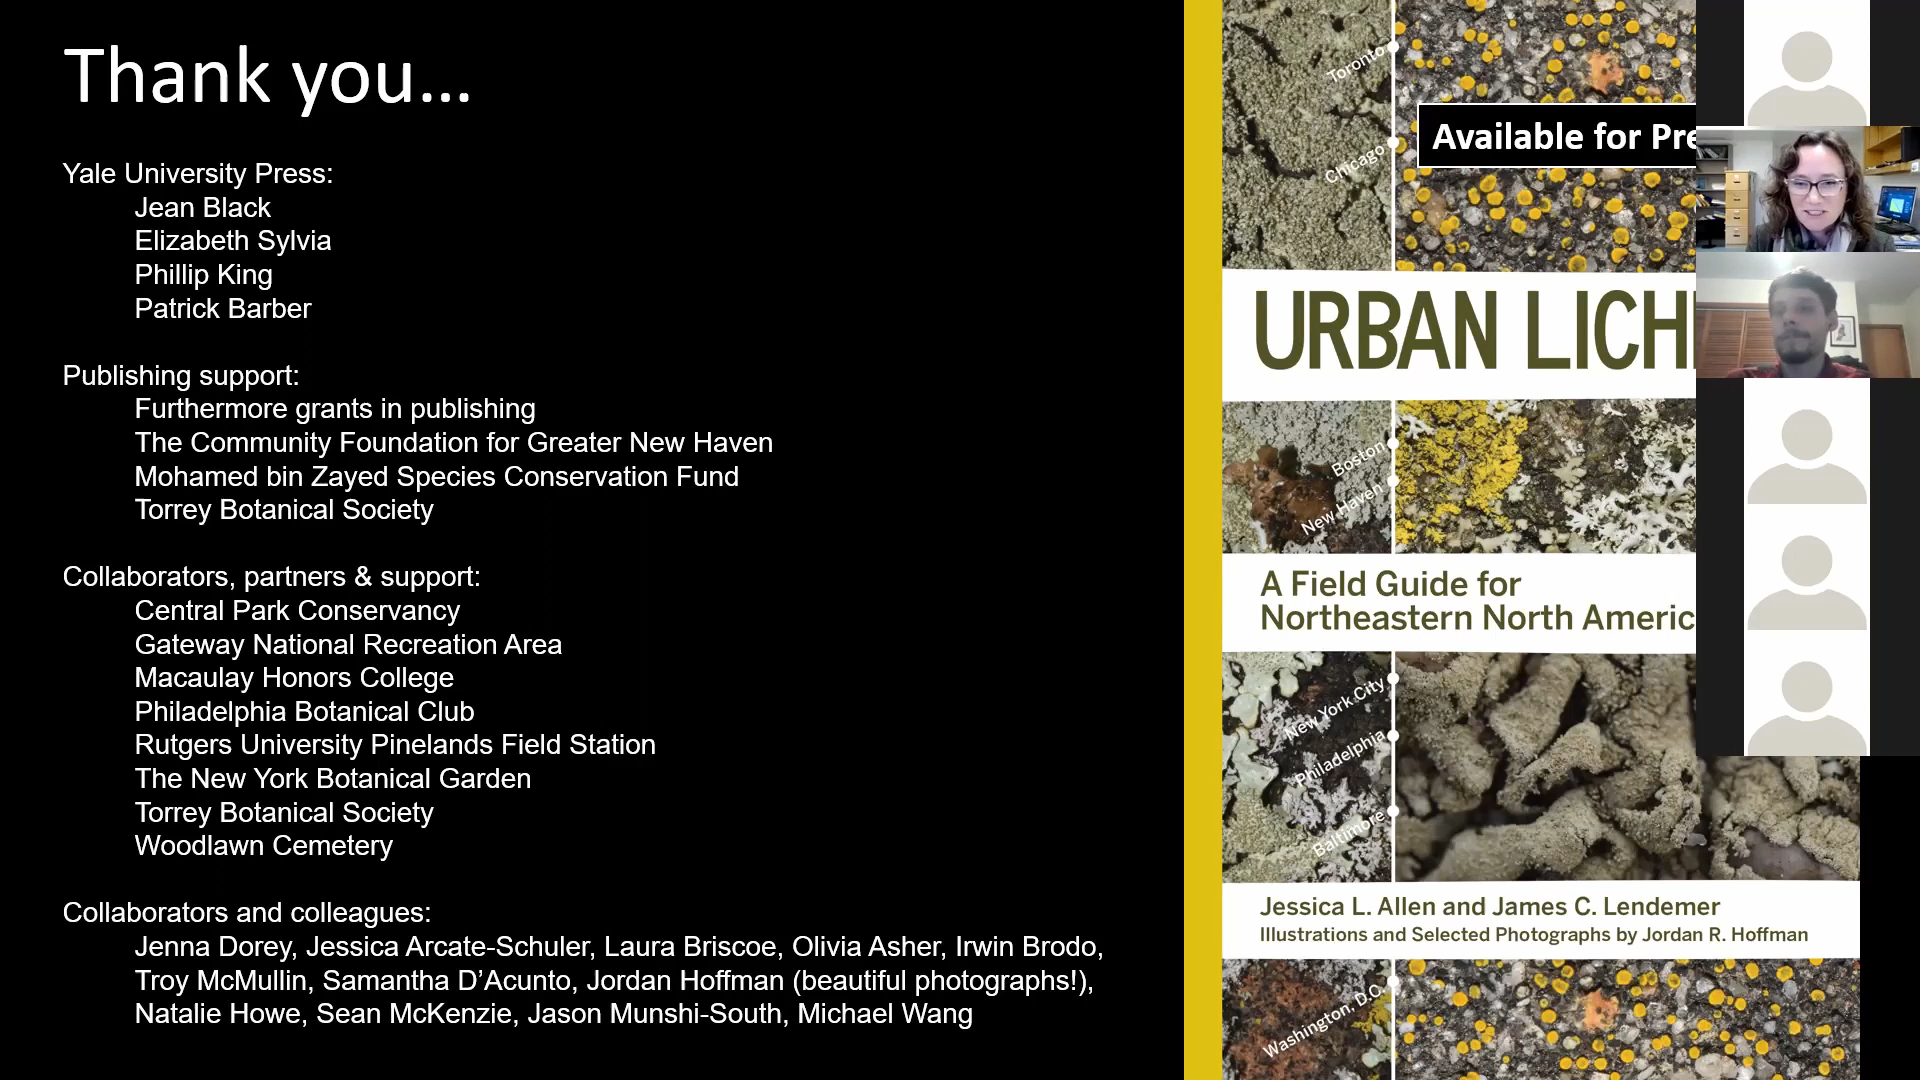 Thank you...
Yale University Press:
Jean Black
Elizabeth Sylvia
Phillip King
Patrick Barber
Publishing support:
Furthermore grants in publishing
The Community Foundation for Greater New Haven
Mohamed bin Zayed Species Conservation Fund
Torrey Botanical Society
Collaborators, partners & support:
Central Park Conservancy
Gateway National Recreation Area
Macaulay Honors College
Philadelphia Botanical Club
Rutgers University Pinelands Field Station
The New York Botanical Garden
Torrey Botanical Society
Woodlawn Cemetery
Collaborators and colleagues:
Jenna Dorey, Jessica Arcate-Schuler, Laura Briscoe, Olivia Asher, Irwin Brodo,
Troy McMullin, Samantha D’Acunto, Jordan Hoffman (beautiful photographs!),
Natalie Howe, Sean McKenzie, Jason Munshi-South, Michael Wang
Toronto
Available for Pre
Chicago
URBAN LICH
Boston
New Haven
A Field Guide for
Northeastern North Americ
New York City
Philadelphia
Baltimore
Jessica L. Allen and James C. Lendemer
Illustrations and Selected Photographs by Jordan R. Hoffman
Washington, D.C.